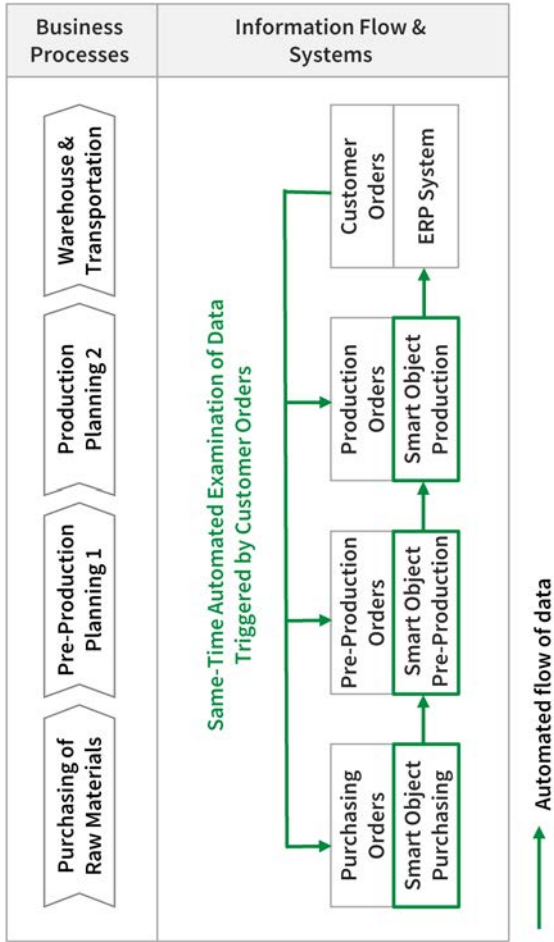 Business
Processes
Information Flow &
Systems
Purchasing of
Raw Materials
Pre-Production
Planning 1
Production
Planning 2
Warehouse &
Transportation
Same-Time Automated Examination of Data
Triggered by Customer Orders
Purchasing
Orders
Smart Object
Purchasing
Pre-Production
Orders
Smart Object
Pre-Production
Production
Orders
Smart Object
Production
Customer
Orders
ERP System
Automated flow of data